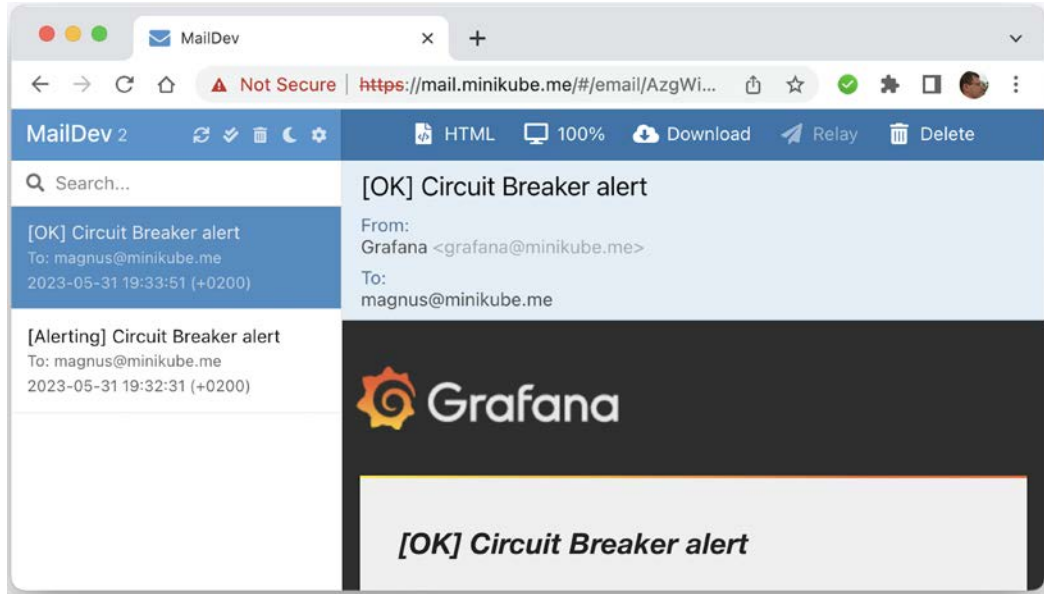 MailDev
Not Secure | https://mail.minikube.me/#/email/AzgWi...
MailDev 2
HTML 100% Download Relay Delete
Search...
[OK] Circuit Breaker alert
To: magnus@minikube.me
2023-05-31 19:33:51 (+0200)
[Alerting] Circuit Breaker alert
To: magnus@minikube.me
2023-05-31 19:32:31 (+0200)
[OK] Circuit Breaker alert
From:
Grafana <grafana@minikube.me>
To:
magnus@minikube.me
Grafana
[OK] Circuit Breaker alert